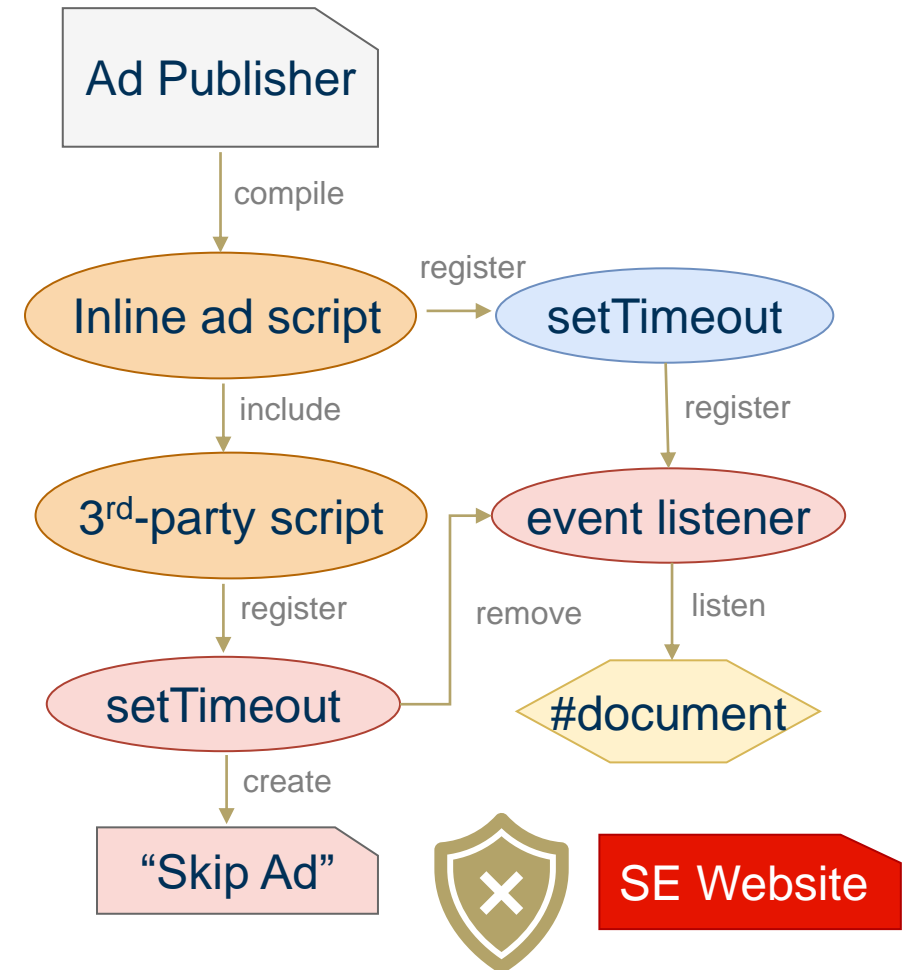 Ad Publisher
compile
register
Inline ad script
setTimeout
include
register
3rd-party script
event listener
register
remove
listen
setTimeout
#document
create
“Skip Ad”
SE Website